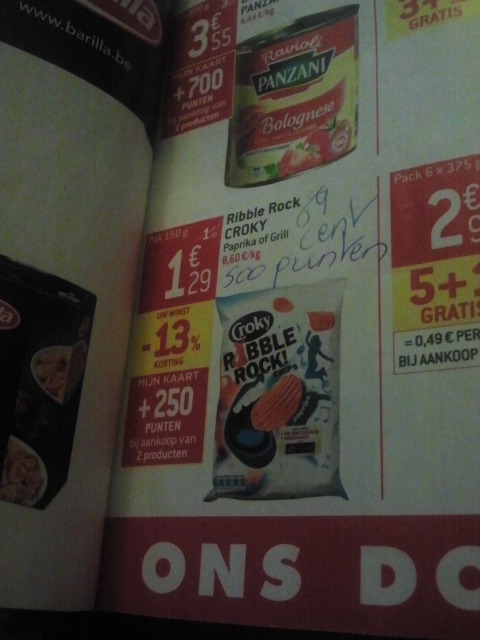 www.barilla.be
3€55
PANZANI
4,44 €/kg
MIJN KAART
+700
PUNTEN
bij aankoop van
2 producten
Ravioli
PANZANI
Bolognese
GRATIS
150 g
1€29
UW WINST
-13%
KORTING
MIJN KAART
+250
PUNTEN
bij aankoop van
2 producten
Ribble Rock
CROKY
Paprika of Grill
8,60 €/kg
89
cent
500 punten
Croky
RIBBLE
ROCK!
CHIPS
Pack 6 x 375 g
2€
5+1
GRATIS
= 0,49 € PER
BIJ AANKOOP
ONS DO